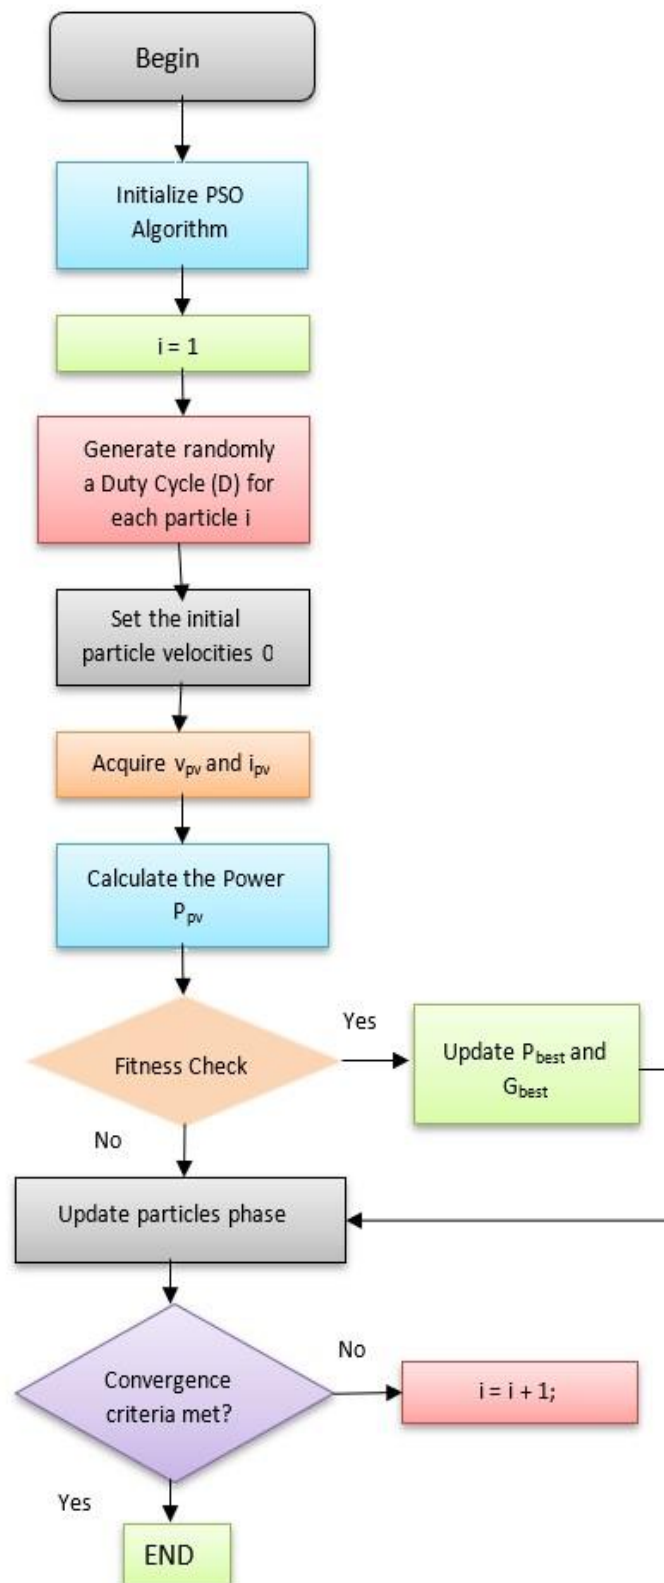 Begin
Initialize PSO
Algorithm
i = 1
Generate randomly
a Duty Cycle (D) for
each particle i
Set the initial
particle velocities 0
Acquire vpv and ipv
Calculate the Power
Ppv
Fitness Check
Yes
Update Pbest and
Gbest
No
Update particles phase
Convergence
criteria met?
No
i = i + 1;
Yes
END